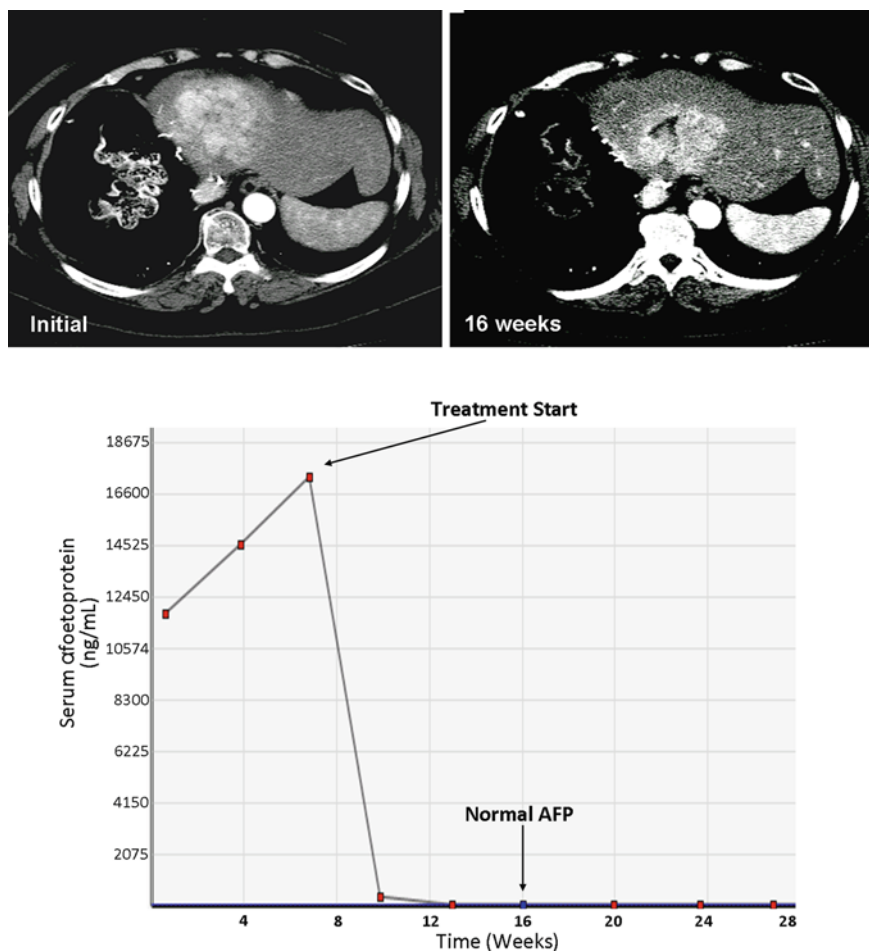 Initial
16 weeks
Treatment Start
18675
16600
14525
12450
10574
8300
6225
4150
2075
Serum αfoetoprotein
(ng/mL)
Normal AFP
4
8
12
16
20
24
28
Time (Weeks)